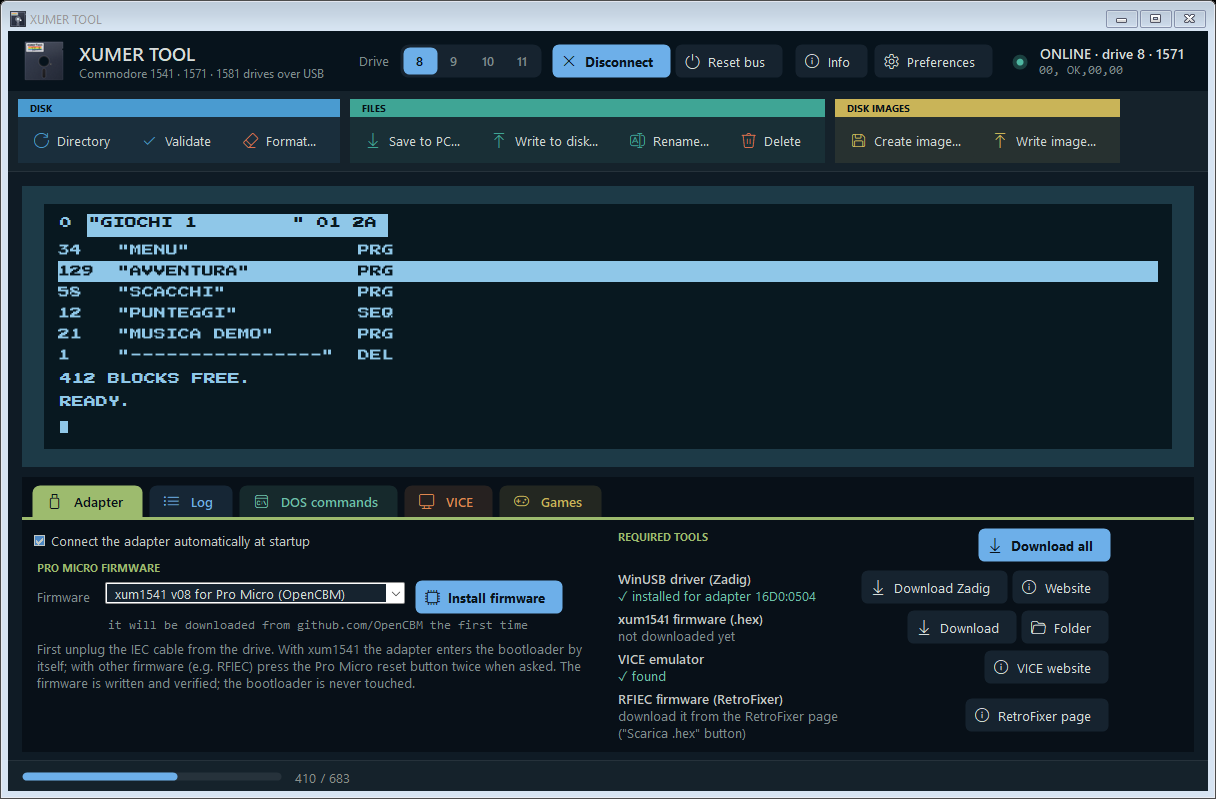 XUMER TOOL
XUMER TOOL
Commodore 1541 · 1571 · 1581 drives over USB
Drive 8 9 10 11 Disconnect Reset bus Info Preferences
ONLINE · drive 8 · 1571
00, OK,00,00
DISK
Directory Validate Format...
FILES
Save to PC... Write to disk... Rename... Delete
DISK IMAGES
Create image... Write image...
0 "GIOCHI 1        " 01 2A
34 "MENU" PRG
129 "AVVENTURA" PRG
58 "SCACCHI" PRG
12 "PUNTEGGI" SEQ
21 "MUSICA DEMO" PRG
1 "----------------" DEL
412 BLOCKS FREE.
READY.
Adapter Log DOS commands VICE Games
Connect the adapter automatically at startup
PRO MICRO FIRMWARE
Firmware xum1541 v08 for Pro Micro (OpenCBM) Install firmware
it will be downloaded from github.com/OpenCBM the first time
First unplug the IEC cable from the drive. With xum1541 the adapter enters the bootloader by
itself; with other firmware (e.g. RFIEC) press the Pro Micro reset button twice when asked. The
firmware is written and verified; the bootloader is never touched.
REQUIRED TOOLS
Download all
WinUSB driver (Zadig)
✓ installed for adapter 16D0:0504
Download Zadig Website
xum1541 firmware (.hex)
not downloaded yet
Download Folder
VICE emulator
✓ found
VICE website
RFIEC firmware (RetroFixer)
download it from the RetroFixer page
("Scarica .hex" button)
RetroFixer page
410 / 683